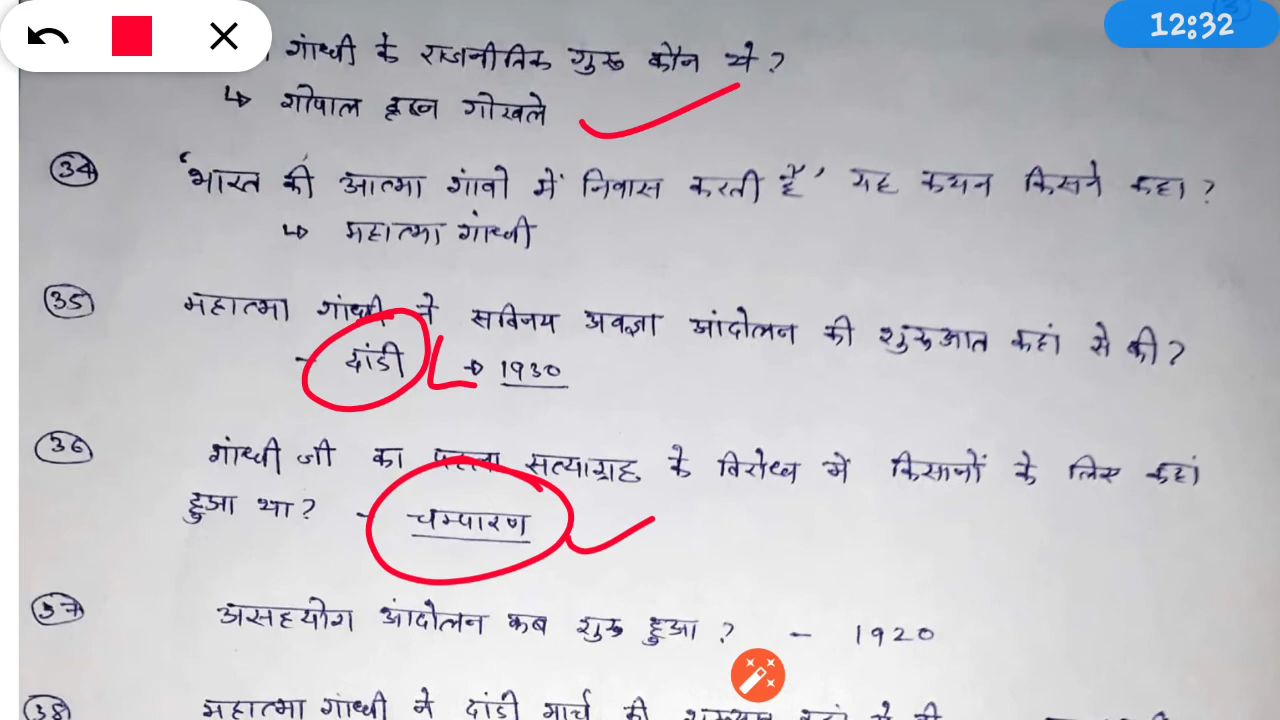 12:32
गांधी के राजनीतिक गुरू कौन थे?
↳ गोपाल कृष्ण गोखले
34 'भारत की आत्मा गांवो में निवास करती है' यह कथन किसने कहा?
↳ महात्मा गांधी
35 महात्मा गांधी ने सविनय अवज्ञा आंदोलन की शुरूआत कहां से की?
- दांडी → 1930
36 गांधी जी का पहला सत्याग्रह के विरोध में किसानों के लिए कहां
हुआ था? - चम्पारण
37 असहयोग आंदोलन कब शुरू हुआ? - 1920
38 महात्मा गांधी ने दांडी मार्च की